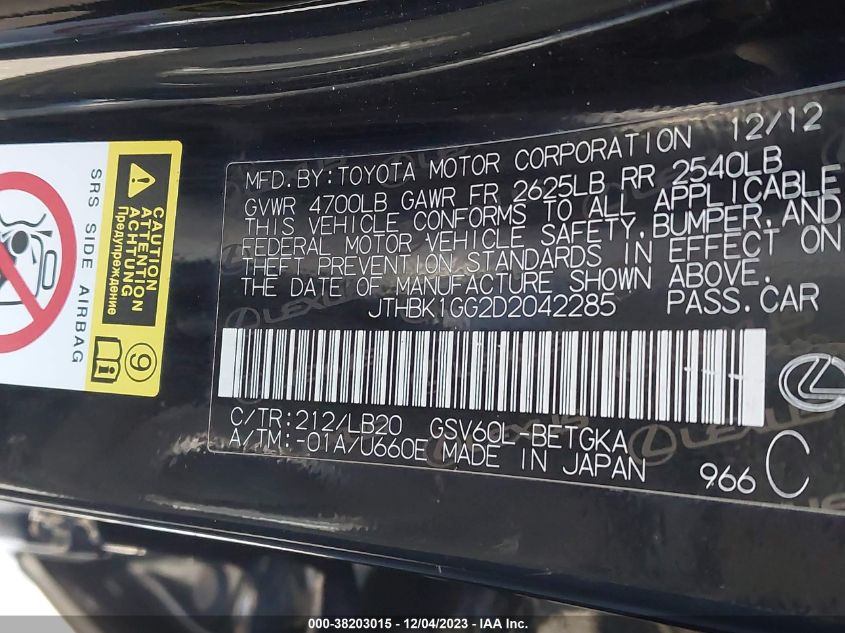 SRS SIDE AIRBAG
CAUTION
ATTENTION
ACHTUNG
Предупреждение
9
MFD.BY:TOYOTA MOTOR CORPORATION 12/12
GVWR 4700LB GAWR FR 2625LB RR 2540LB
THIS VEHICLE CONFORMS TO ALL APPLICABLE
FEDERAL MOTOR VEHICLE SAFETY,BUMPER,AND
THEFT PREVENTION STANDARDS IN EFFECT ON
THE DATE OF MANUFACTURE SHOWN ABOVE.
JTHBK1GG2D2042285 PASS.CAR
C/TR:212/LB20 GSV60L-BETGKA
A/TM:-01A/U660E MADE IN JAPAN
966 C
000-38203015 - 12/04/2023 - IAA Inc.